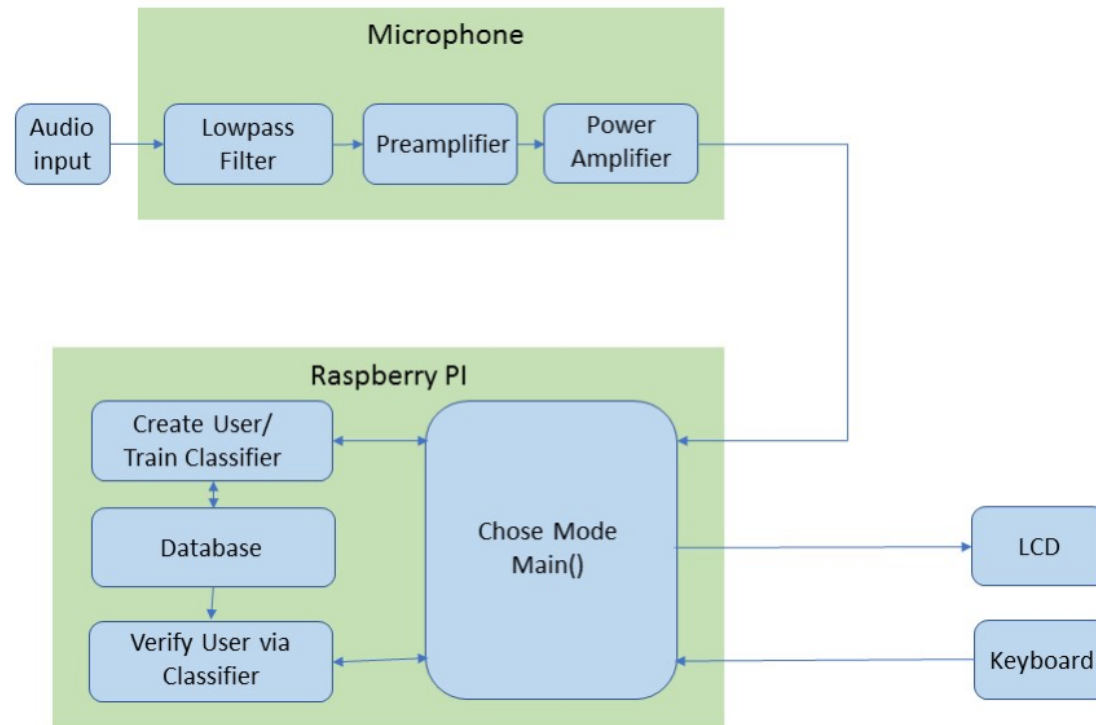 Microphone
Audio
input
Lowpass
Filter
Preamplifier
Power
Amplifier
Raspberry PI
Create User/
Train Classifier
Database
Verify User via
Classifier
Chose Mode
Main()
LCD
Keyboard